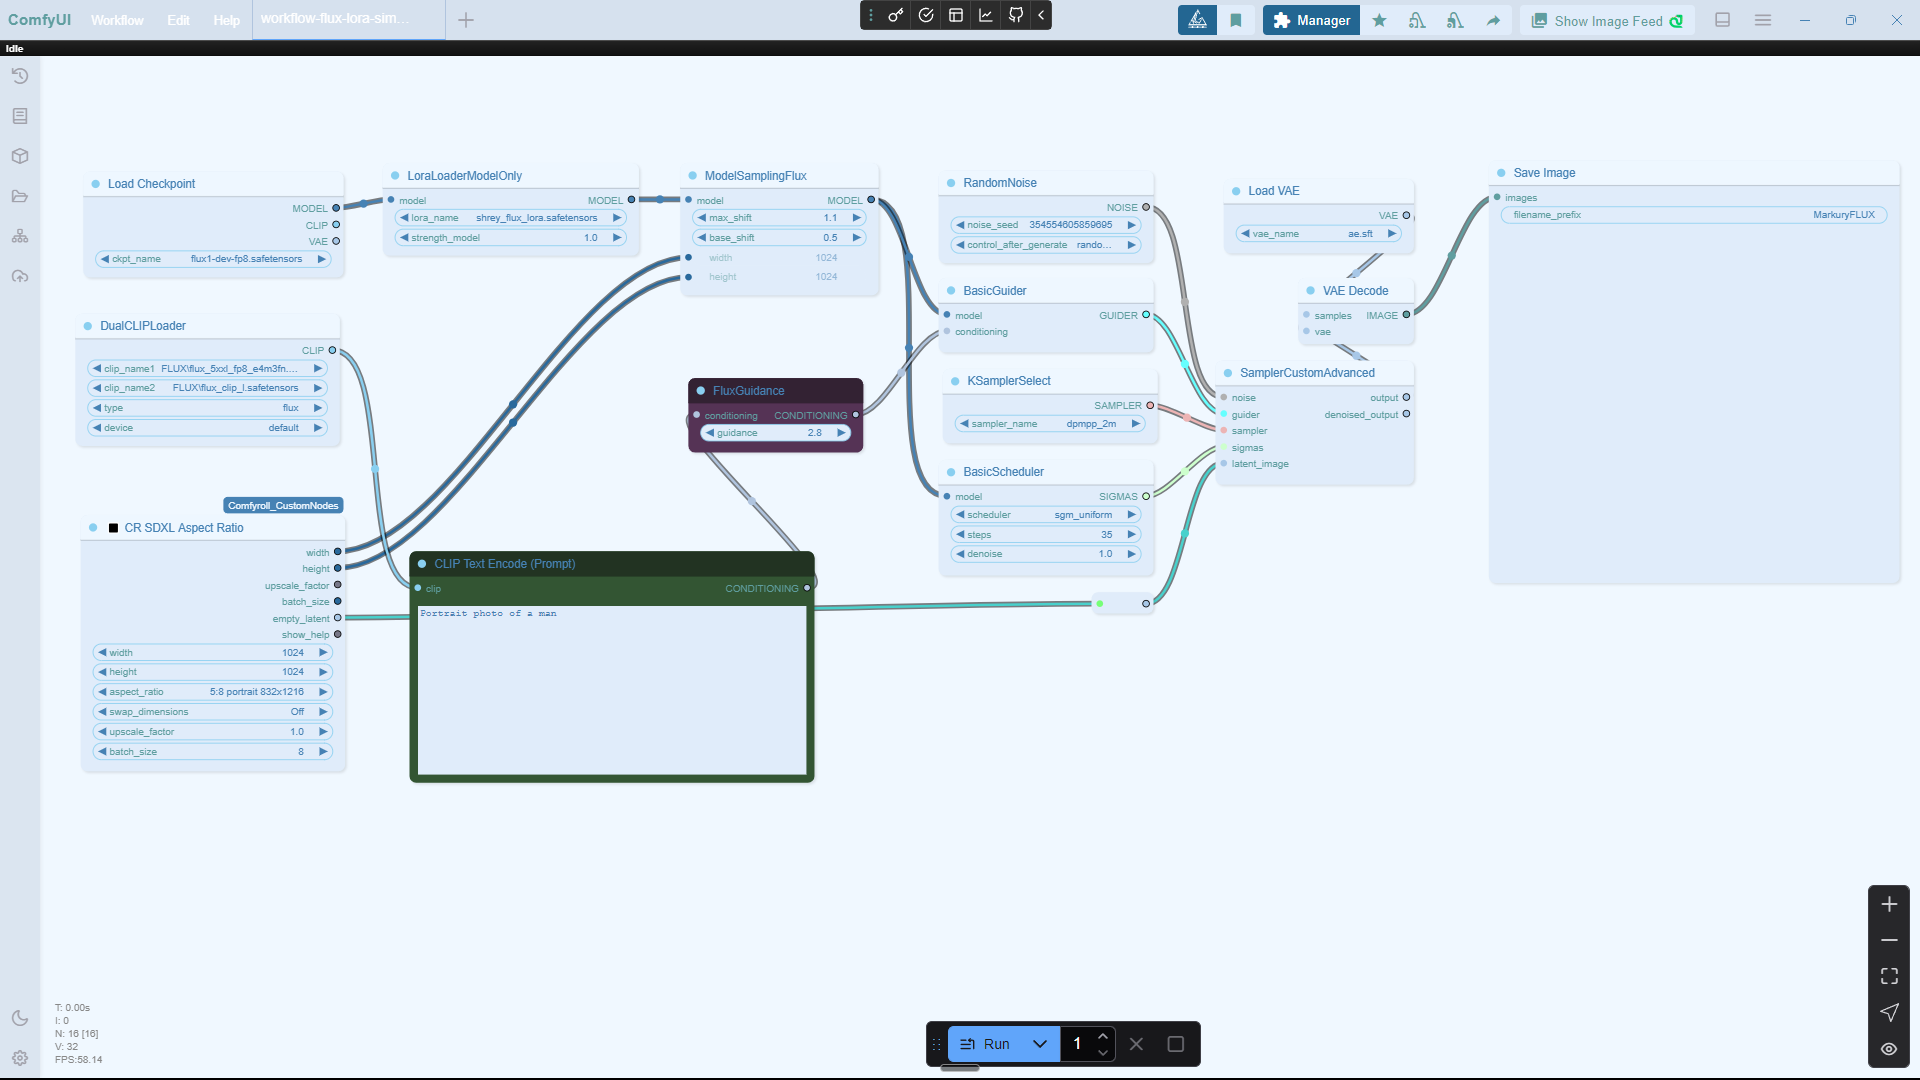 ComfyUI
Workflow
Edit
Help
workflow-flux-lora-sim...
Manager
Show Image Feed
Idle
Load Checkpoint
MODEL
CLIP
VAE
ckpt_name flux1-dev-fp8.safetensors
LoraLoaderModelOnly
model MODEL
lora_name shrey_flux_lora.safetensors
strength_model 1.0
ModelSamplingFlux
model MODEL
max_shift 1.1
base_shift 0.5
width 1024
height 1024
RandomNoise
NOISE
noise_seed 354554605859695
control_after_generate rando...
Load VAE
VAE
vae_name ae.sft
Save Image
images
filename_prefix MarkuryFLUX
DualCLIPLoader
CLIP
clip_name1 FLUX\flux_5xxl_fp8_e4m3fn....
clip_name2 FLUX\flux_clip_l.safetensors
type flux
device default
BasicGuider
model GUIDER
conditioning
VAE Decode
samples IMAGE
vae
FluxGuidance
conditioning CONDITIONING
guidance 2.8
KSamplerSelect
SAMPLER
sampler_name dpmpp_2m
SamplerCustomAdvanced
noise output
guider denoised_output
sampler
sigmas
latent_image
BasicScheduler
model SIGMAS
scheduler sgm_uniform
steps 35
denoise 1.0
Comfyroll_CustomNodes
CR SDXL Aspect Ratio
width
height
upscale_factor
batch_size
empty_latent
show_help
width 1024
height 1024
aspect_ratio 5:8 portrait 832x1216
swap_dimensions Off
upscale_factor 1.0
batch_size 8
CLIP Text Encode (Prompt)
clip CONDITIONING
Portrait photo of a man
T: 0.00s
I: 0
N: 16 [16]
V: 32
FPS:58.14
Run
1